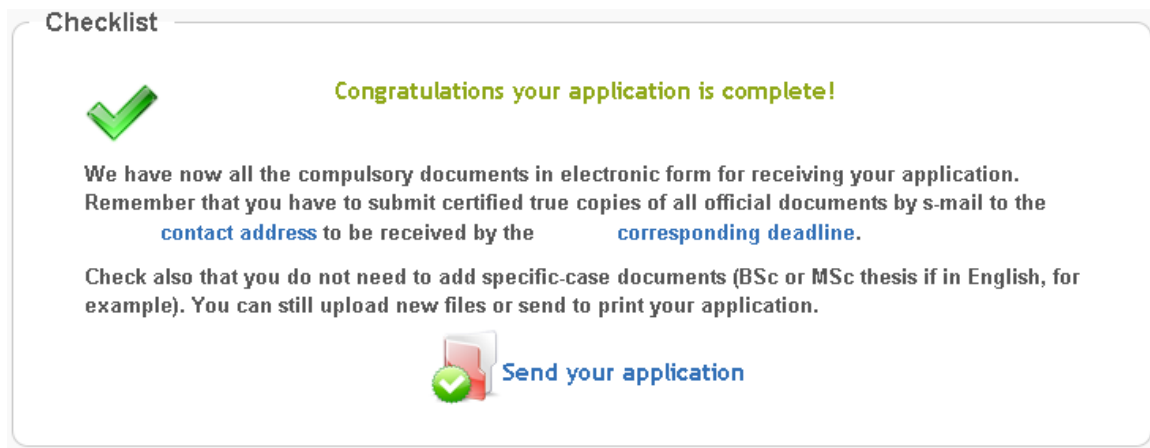 Checklist
Congratulations your application is complete!
We have now all the compulsory documents in electronic form for receiving your application.
Remember that you have to submit certified true copies of all official documents by s-mail to the
contact address to be received by the corresponding deadline.
Check also that you do not need to add specific-case documents (BSc or MSc thesis if in English, for
example). You can still upload new files or send to print your application.
Send your application